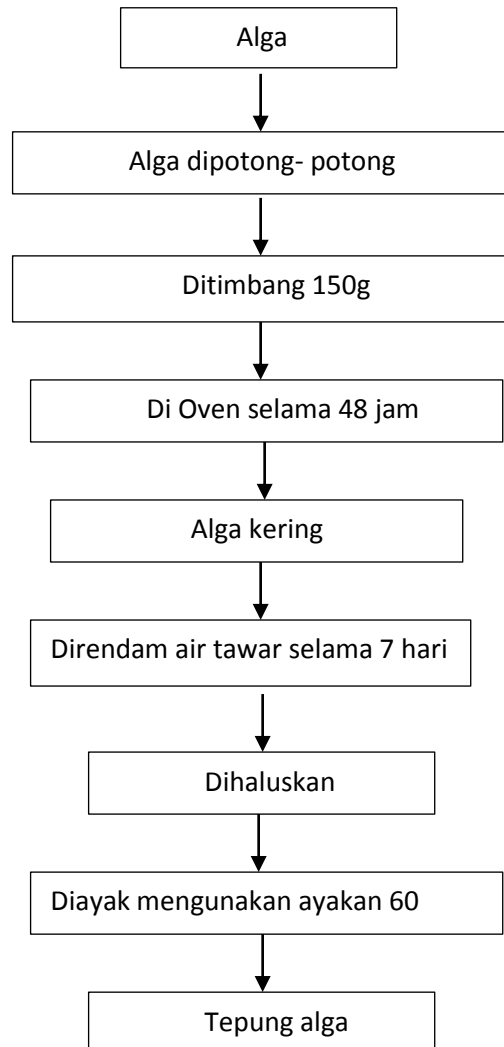 Alga
Alga dipotong- potong
Ditimbang 150g
Di Oven selama 48 jam
Alga kering
Direndam air tawar selama 7 hari
Dihaluskan
Diayak mengunakan ayakan 60
Tepung alga